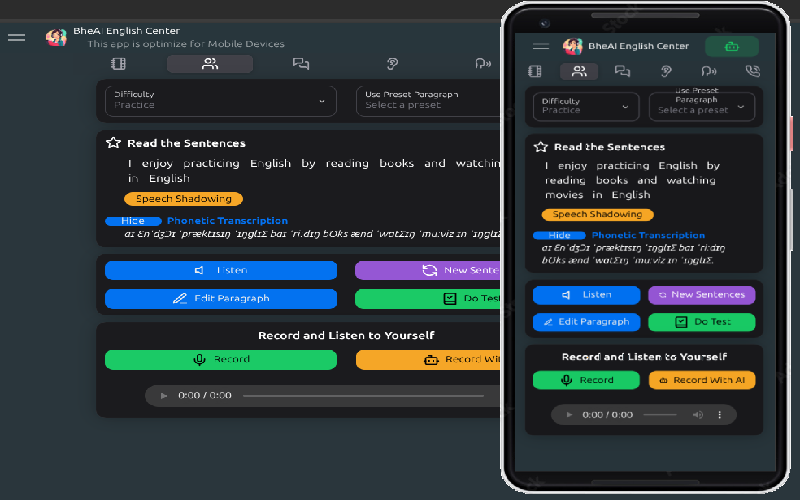 BheAI English Center
This app is optimize for Mobile Devices
Difficulty
Practice
Use Preset Paragraph
Select a preset
Read the Sentences
I enjoy practicing English by reading books and watchin
in English
Speech Shadowing
Hide Phonetic Transcription
aɪ Ɛnˈdʒɔɪ ˈpræktɪsɪŋ ˈɪŋglɪƩ baɪ ˈriːdɪŋ bƱks ænd ˈwɑtƩɪŋ ˈmuːviz ɪn ˈɪŋglɪƩ
Listen
New Sente
Edit Paragraph
Do Test
Record and Listen to Yourself
Record
Record Wit
0:00 / 0:00
BheAI English Center
Difficulty
Practice
Use Preset
Paragraph
Select a preset
Read the Sentences
I enjoy practicing English by
reading books and watching
movies in English
Speech Shadowing
Hide Phonetic Transcription
aɪ Ɛnˈdʒɔɪ ˈpræktɪsɪŋ ˈɪŋglɪƩ baɪ ˈriːdɪŋ
bƱks ænd ˈwɑtƩɪŋ ˈmuːviz ɪn ˈɪŋglɪƩ.
Listen
New Sentences
Edit Paragraph
Do Test
Record and Listen to Yourself
Record
Record With AI
0:00 / 0:00